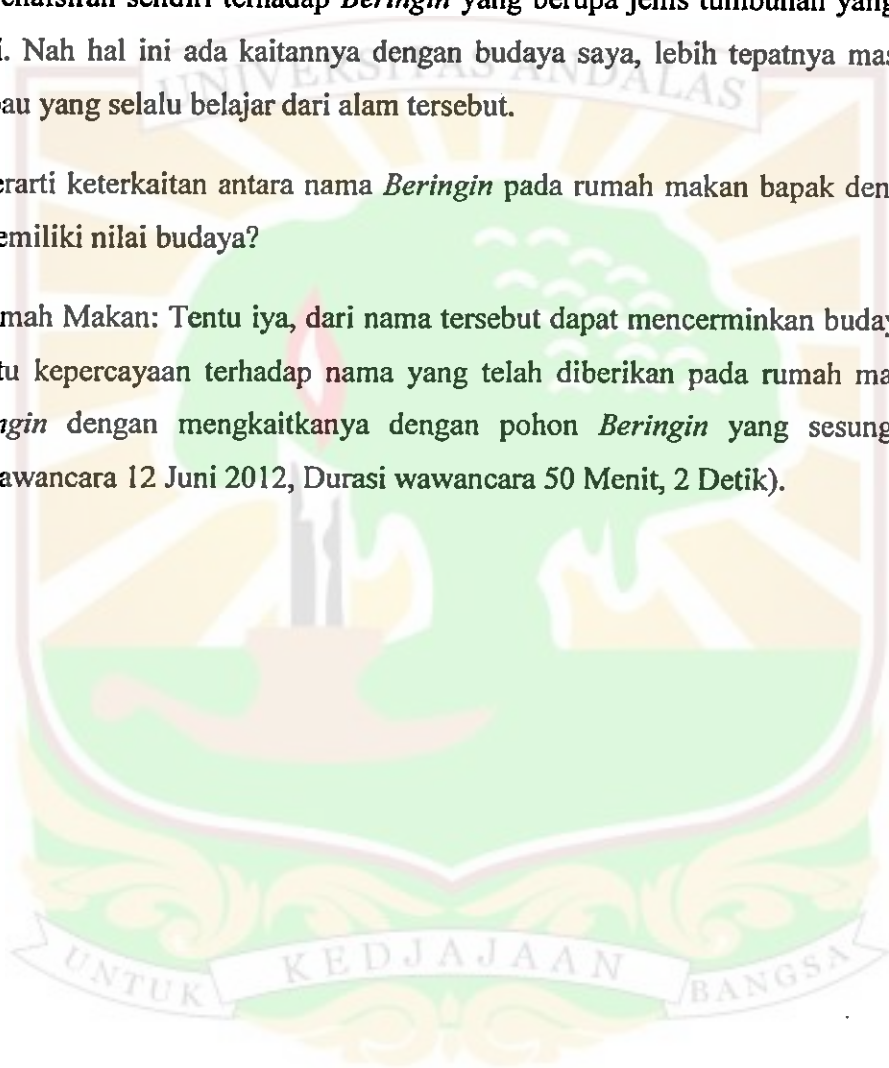 sendiri terhadap Beringin yang berupa jenis tumbuhan yang
i. Nah hal ini ada kaitannya dengan budaya saya, lebih tepatnya mas
au yang selalu belajar dari alam tersebut.
erarti keterkaitan antara nama Beringin pada rumah makan bapak den
emiliki nilai budaya?
mah Makan: Tentu iya, dari nama tersebut dapat mencerminkan buday
tu kepercayaan terhadap nama yang telah diberikan pada rumah ma
ngin dengan mengkaitkanya dengan pohon Beringin yang sesung
awancara 12 Juni 2012, Durasi wawancara 50 Menit, 2 Detik).
UNIVERSITAS ANDALAS
UNTUK KEDJAJAAN BANGSA